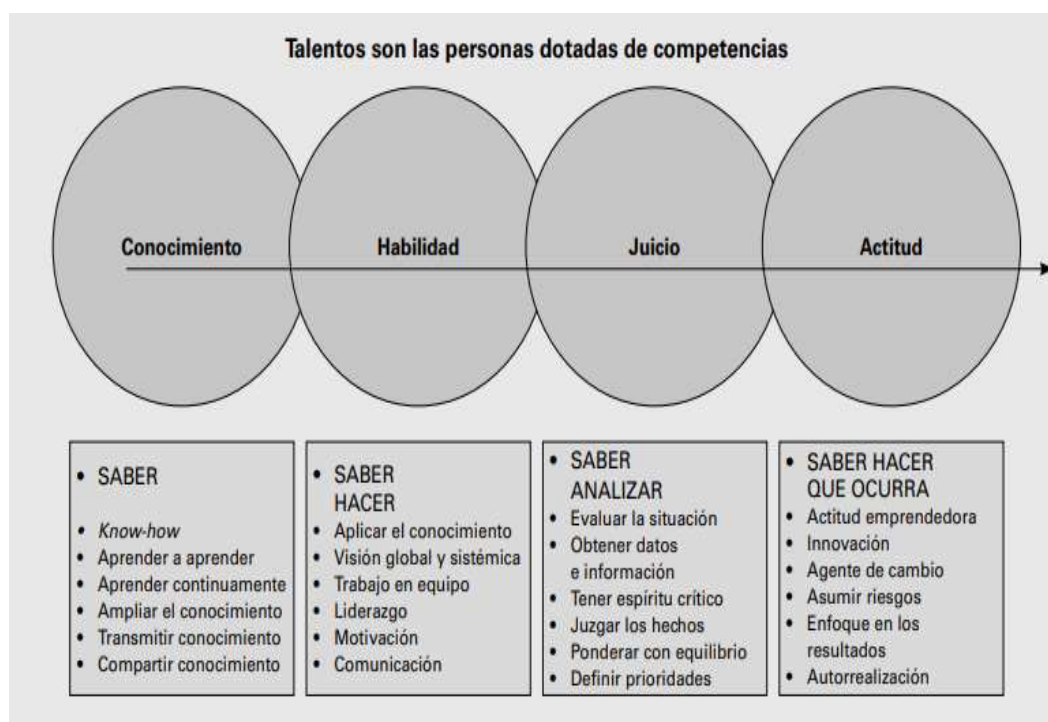 Talentos son las personas dotadas de competencias
Conocimiento
Habilidad
Juicio
Actitud
• SABER
• Know-how
• Aprender a aprender
• Aprender continuamente
• Ampliar el conocimiento
• Transmitir conocimiento
• Compartir conocimiento
• SABER
HACER
• Aplicar el conocimiento
• Visión global y sistémica
• Trabajo en equipo
• Liderazgo
• Motivación
• Comunicación
• SABER
ANALIZAR
• Evaluar la situación
• Obtener datos
e información
• Tener espíritu crítico
• Juzgar los hechos
• Ponderar con equilibrio
• Definir prioridades
• SABER HACER
QUE OCURRA
• Actitud emprendedora
• Innovación
• Agente de cambio
• Asumir riesgos
• Enfoque en los
resultados
• Autorrealización